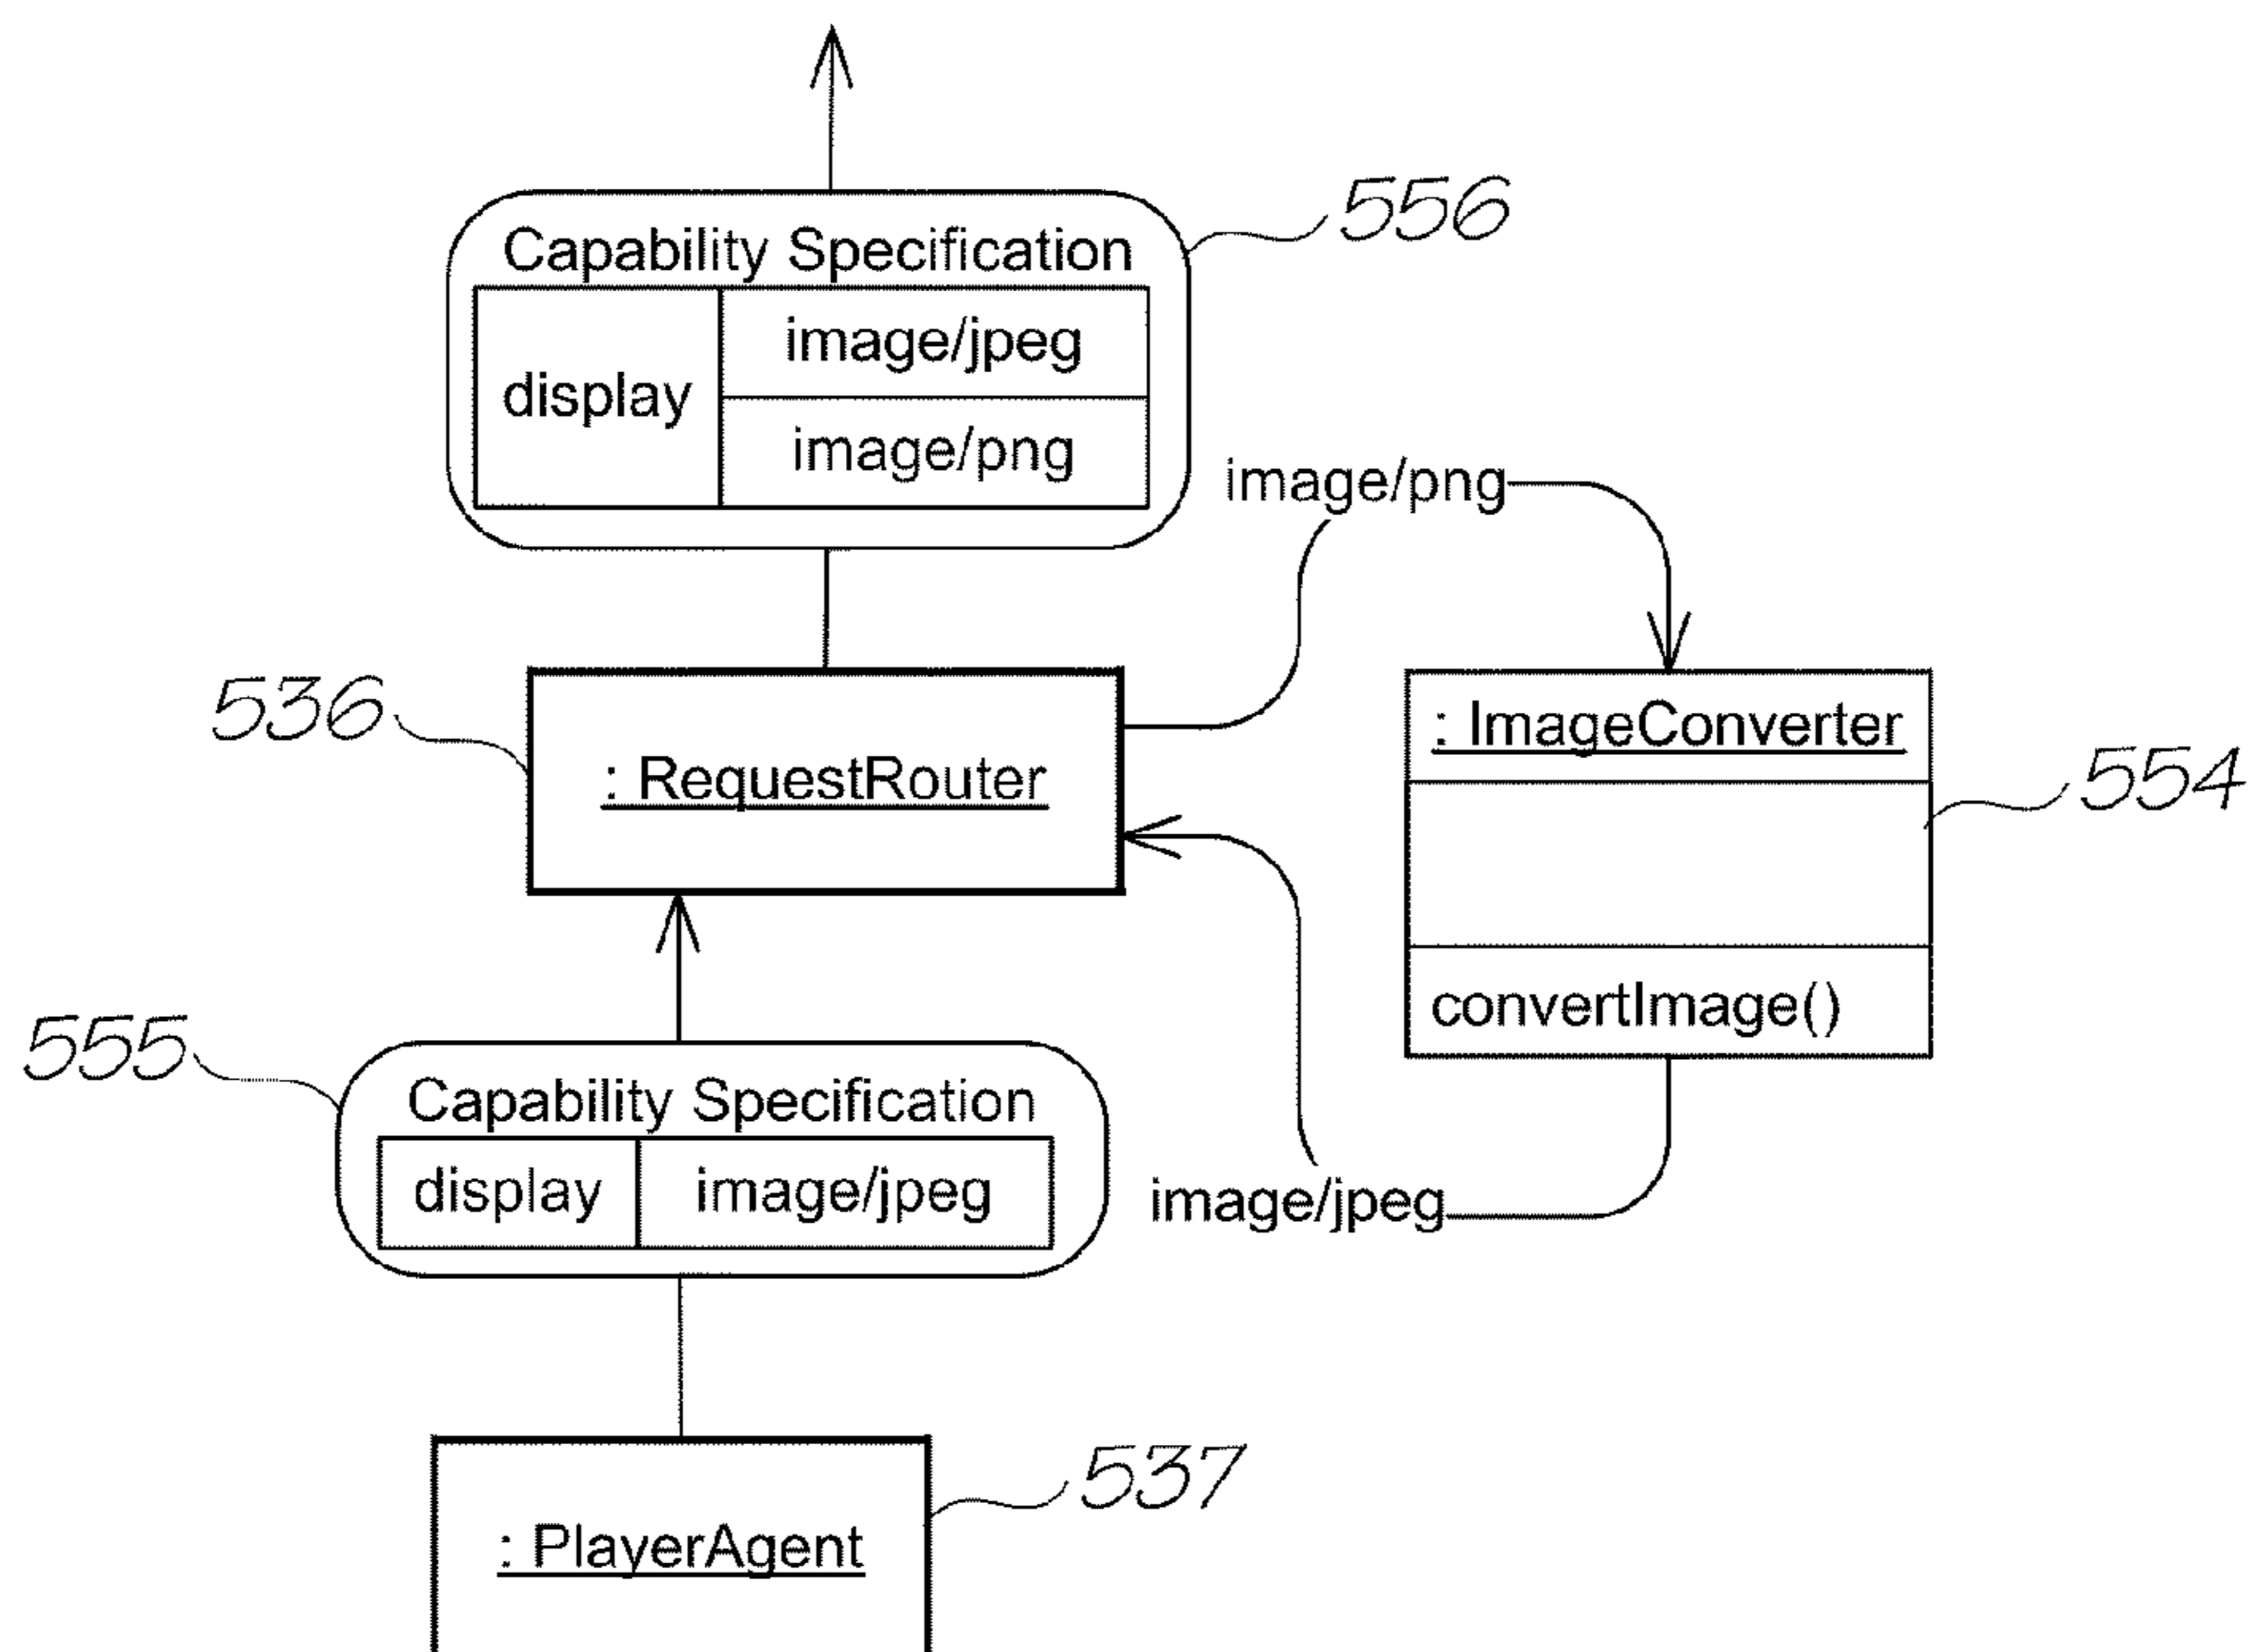 556
Capability Specification
display
image/jpeg
image/png
image/png
536
: RequestRouter
: ImageConverter
554
convertImage()
555
Capability Specification
display
image/jpeg
image/jpeg
537
: PlayerAgent